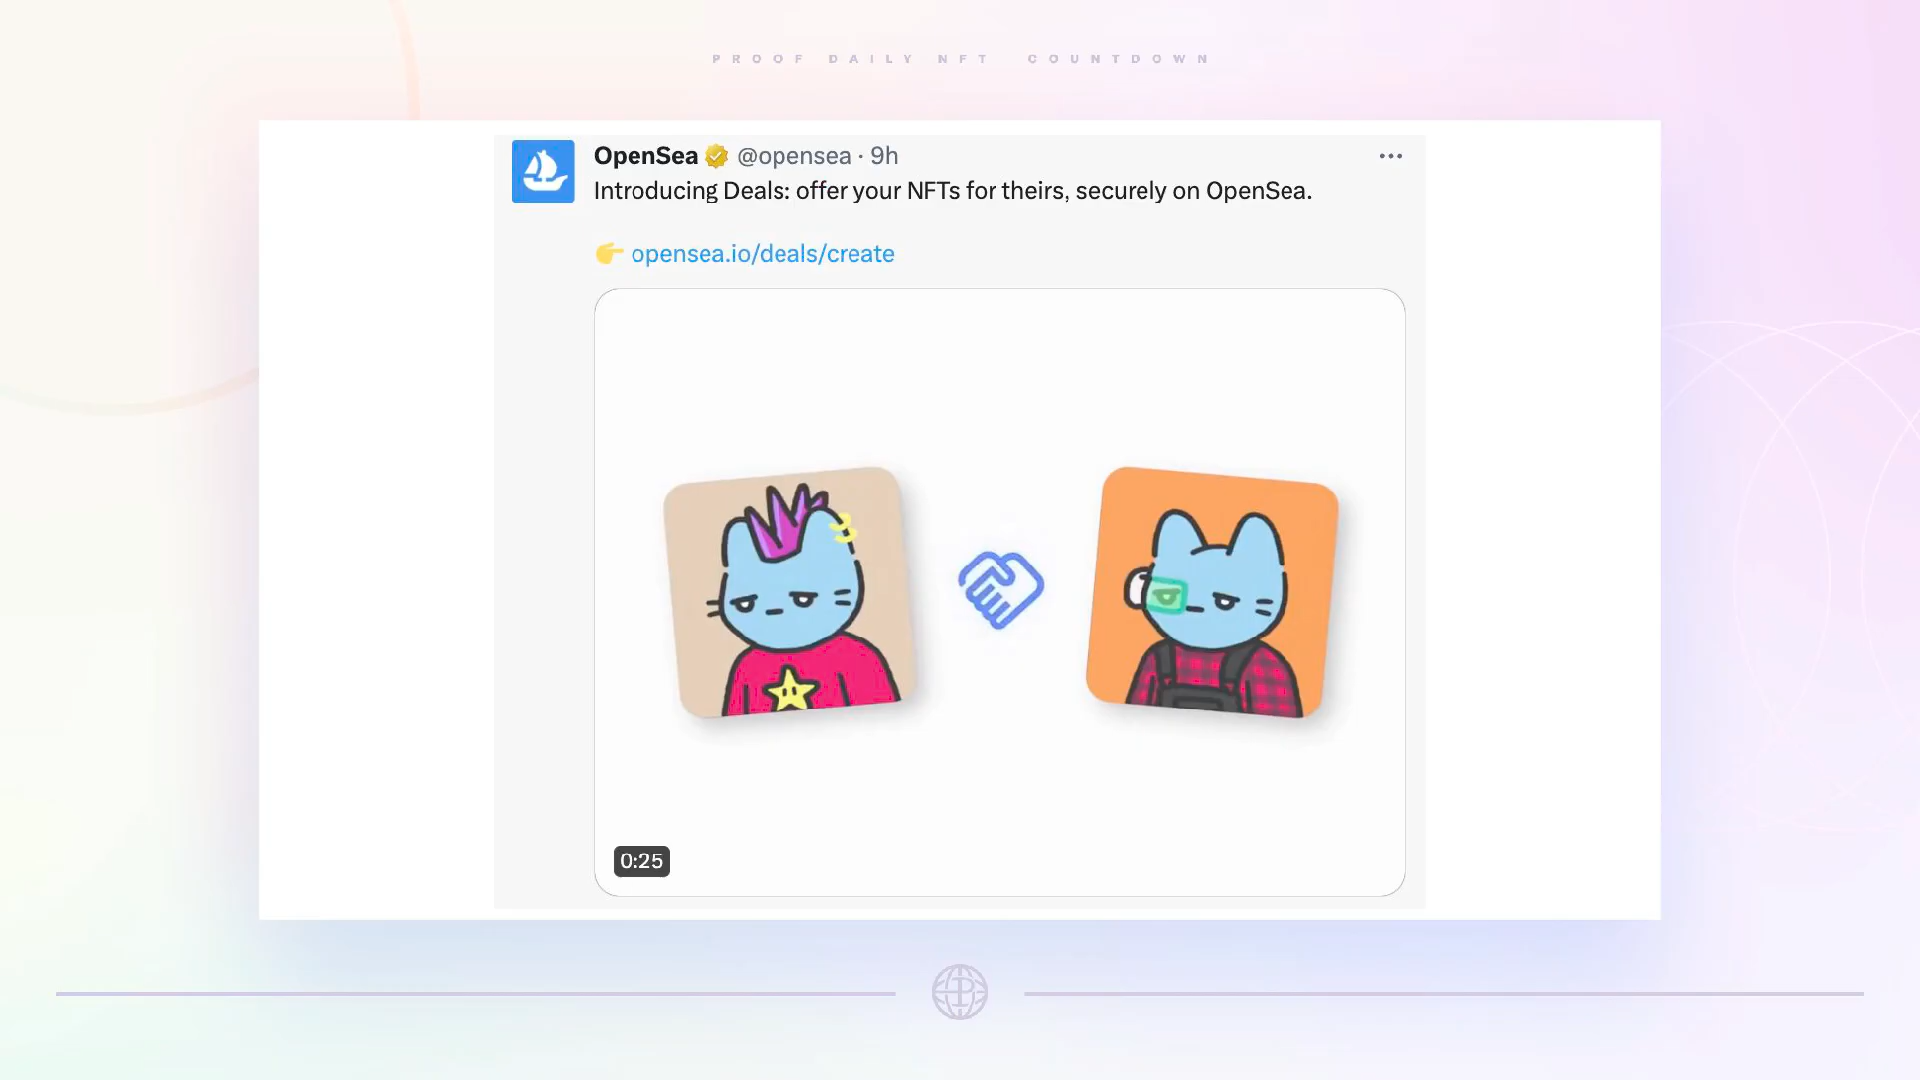 PROOF DAILY NFT COUNTDOWN
OpenSea @opensea · 9h
Introducing Deals: offer your NFTs for theirs, securely on OpenSea.
👉 opensea.io/deals/create
0:25